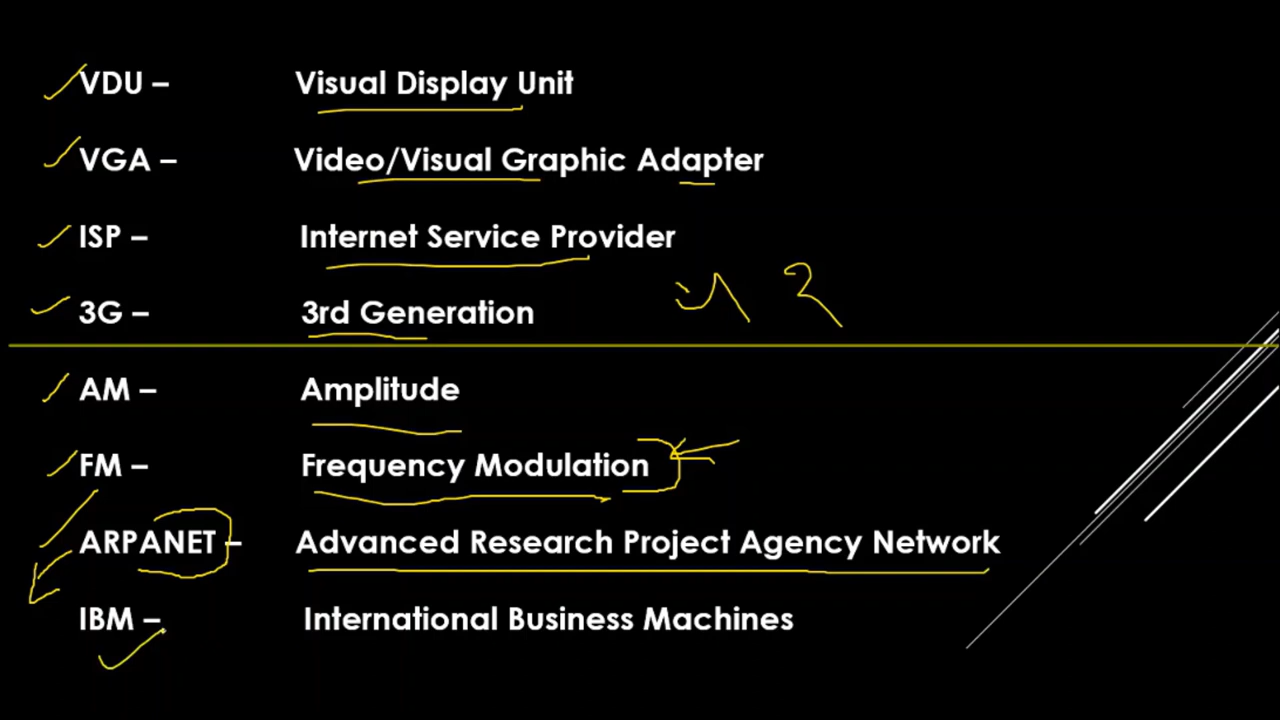 VDU – Visual Display Unit
VGA – Video/Visual Graphic Adapter
ISP – Internet Service Provider
3G – 3rd Generation
AM – Amplitude
FM – Frequency Modulation
ARPANET – Advanced Research Project Agency Network
IBM – International Business Machines